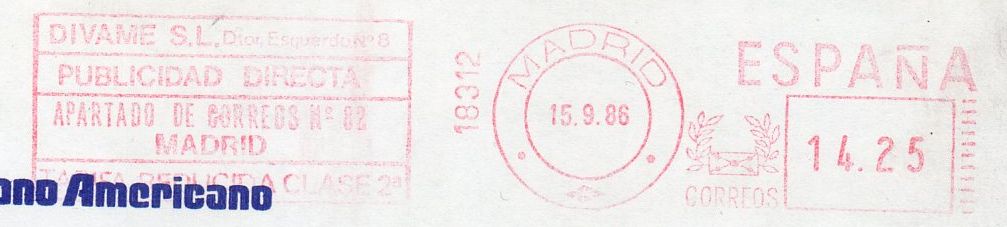 DIVAME S.L. Dtor. Esquerdo Nº 8
PUBLICIDAD DIRECTA
APARTADO DE CORREOS Nº 82
MADRID
TARIFA REDUCIDA CLASE 2ª
ano Americano
18312
MADRID
15.9.86
CORREOS
ESPAÑA
14.25